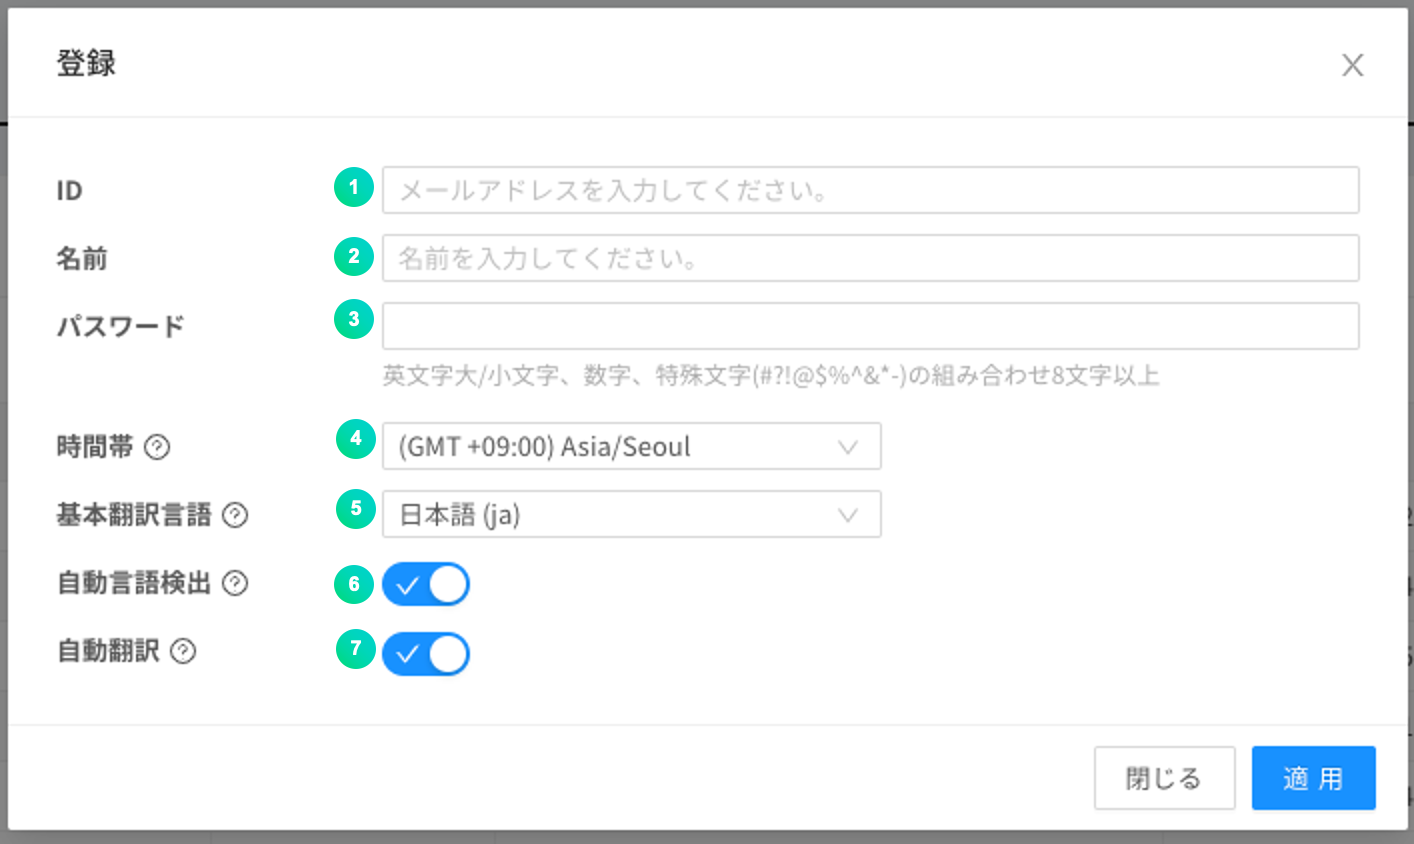 登録
ID
1
メールアドレスを入力してください。
名前
2
名前を入力してください。
パスワード
3
英文字大/小文字、数字、特殊文字(#?!@$%^&*-)の組み合わせ8文字以上
時間帯 ?
4
(GMT +09:00) Asia/Seoul
基本翻訳言語 ?
5
日本語 (ja)
自動言語検出 ?
6
自動翻訳 ?
7
閉じる
適 用